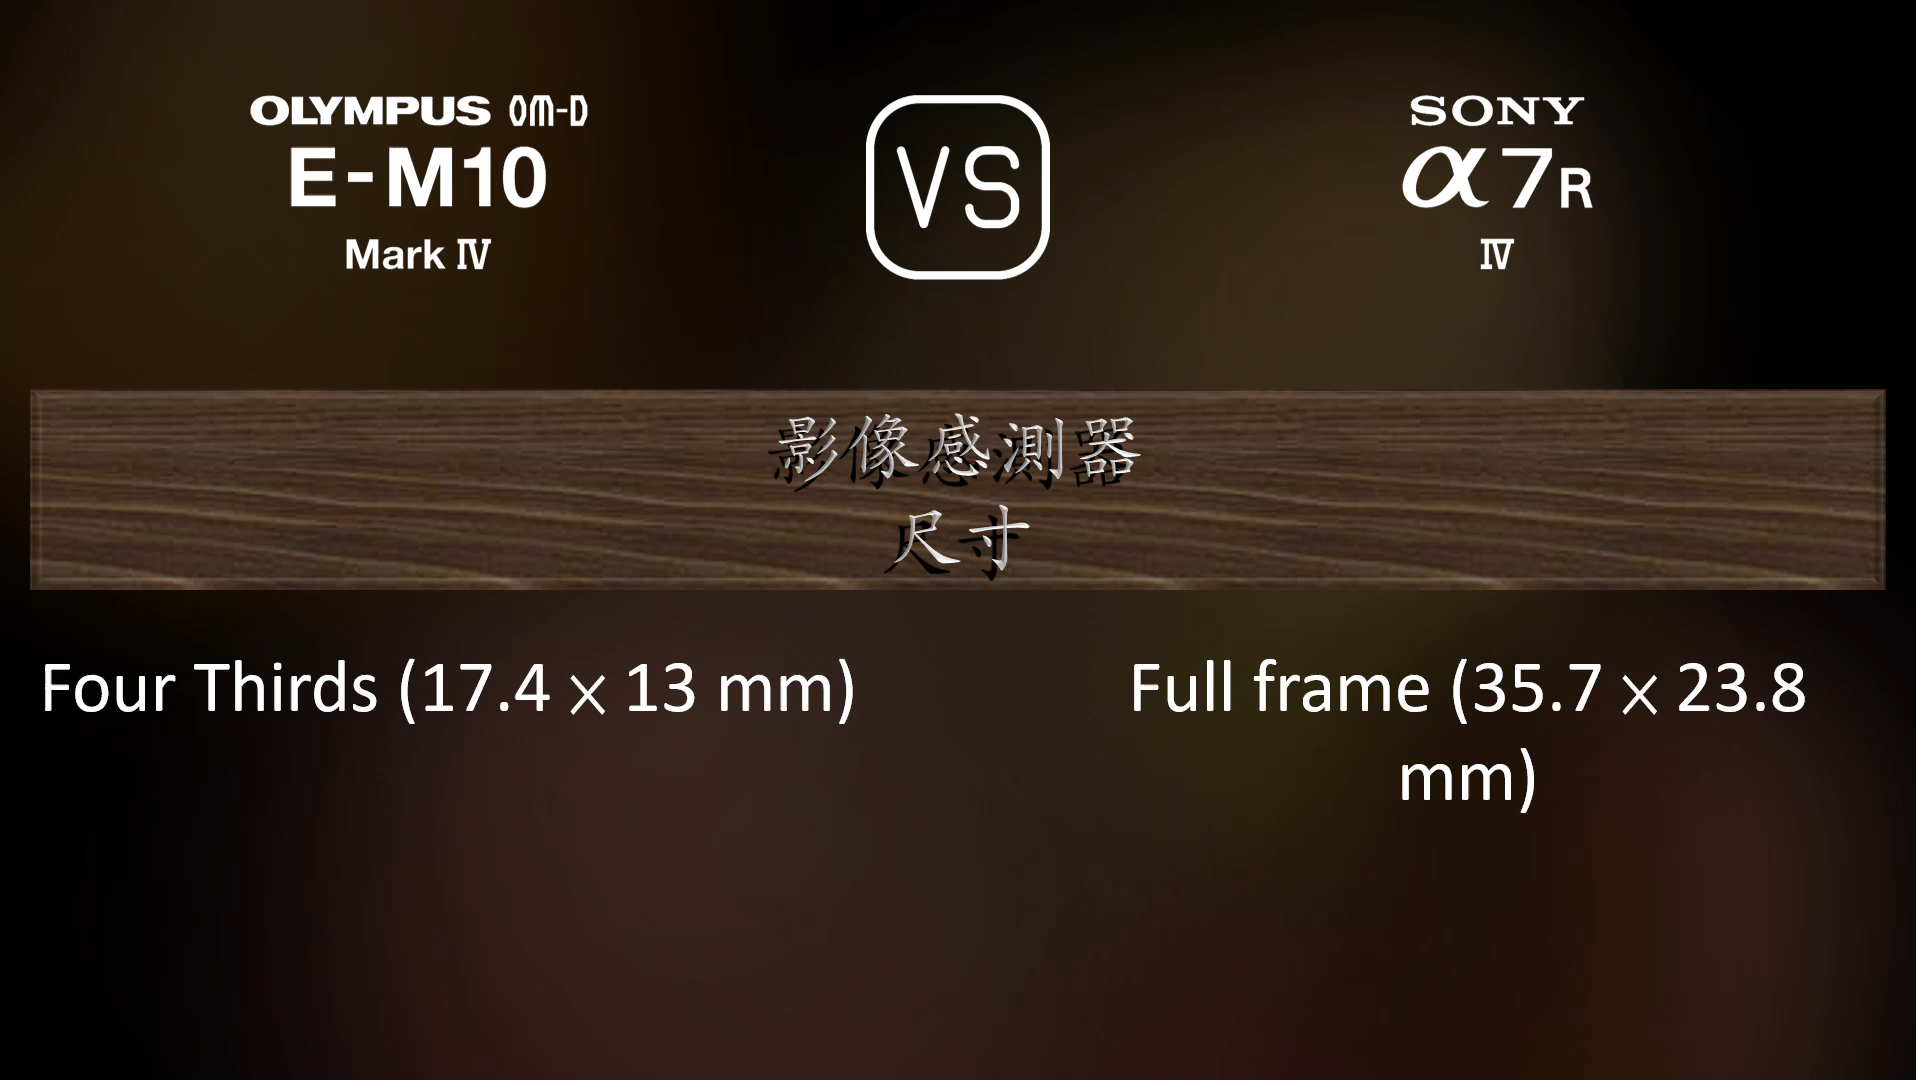 OLYMPUS OM-D
E-M10
Mark IV
VS
SONY
α7R
IV
影像感測器
尺寸
Four Thirds (17.4 x 13 mm)
Full frame (35.7 x 23.8
mm)